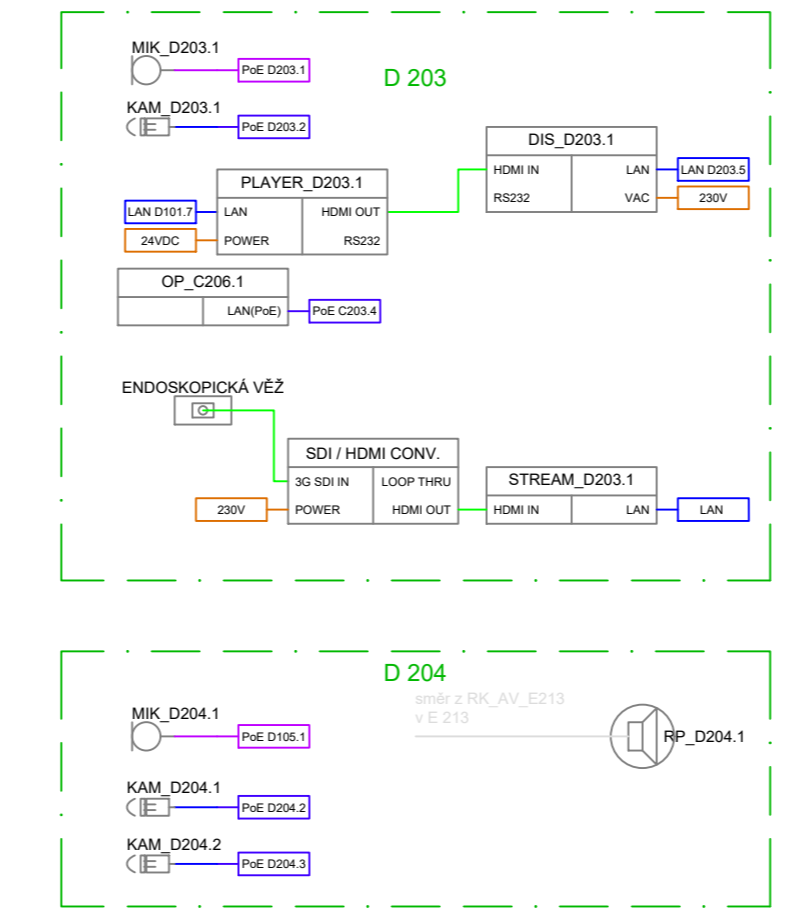 D 203
MIK_D203.1
PoE D203.1
KAM_D203.1
PoE D203.2
DIS_D203.1
HDMI IN
LAN
LAN D203.5
RS232
VAC
230V
PLAYER_D203.1
LAN D101.7
LAN
HDMI OUT
24VDC
POWER
RS232
OP_C206.1
LAN(PoE)
PoE C203.4
ENDOSKOPICKÁ VĚŽ
SDI / HDMI CONV.
3G SDI IN
LOOP THRU
230V
POWER
HDMI OUT
STREAM_D203.1
HDMI IN
LAN
LAN
D 204
směr z RK_AV_E213
v E 213
MIK_D204.1
PoE D105.1
RP_D204.1
KAM_D204.1
PoE D204.2
KAM_D204.2
PoE D204.3